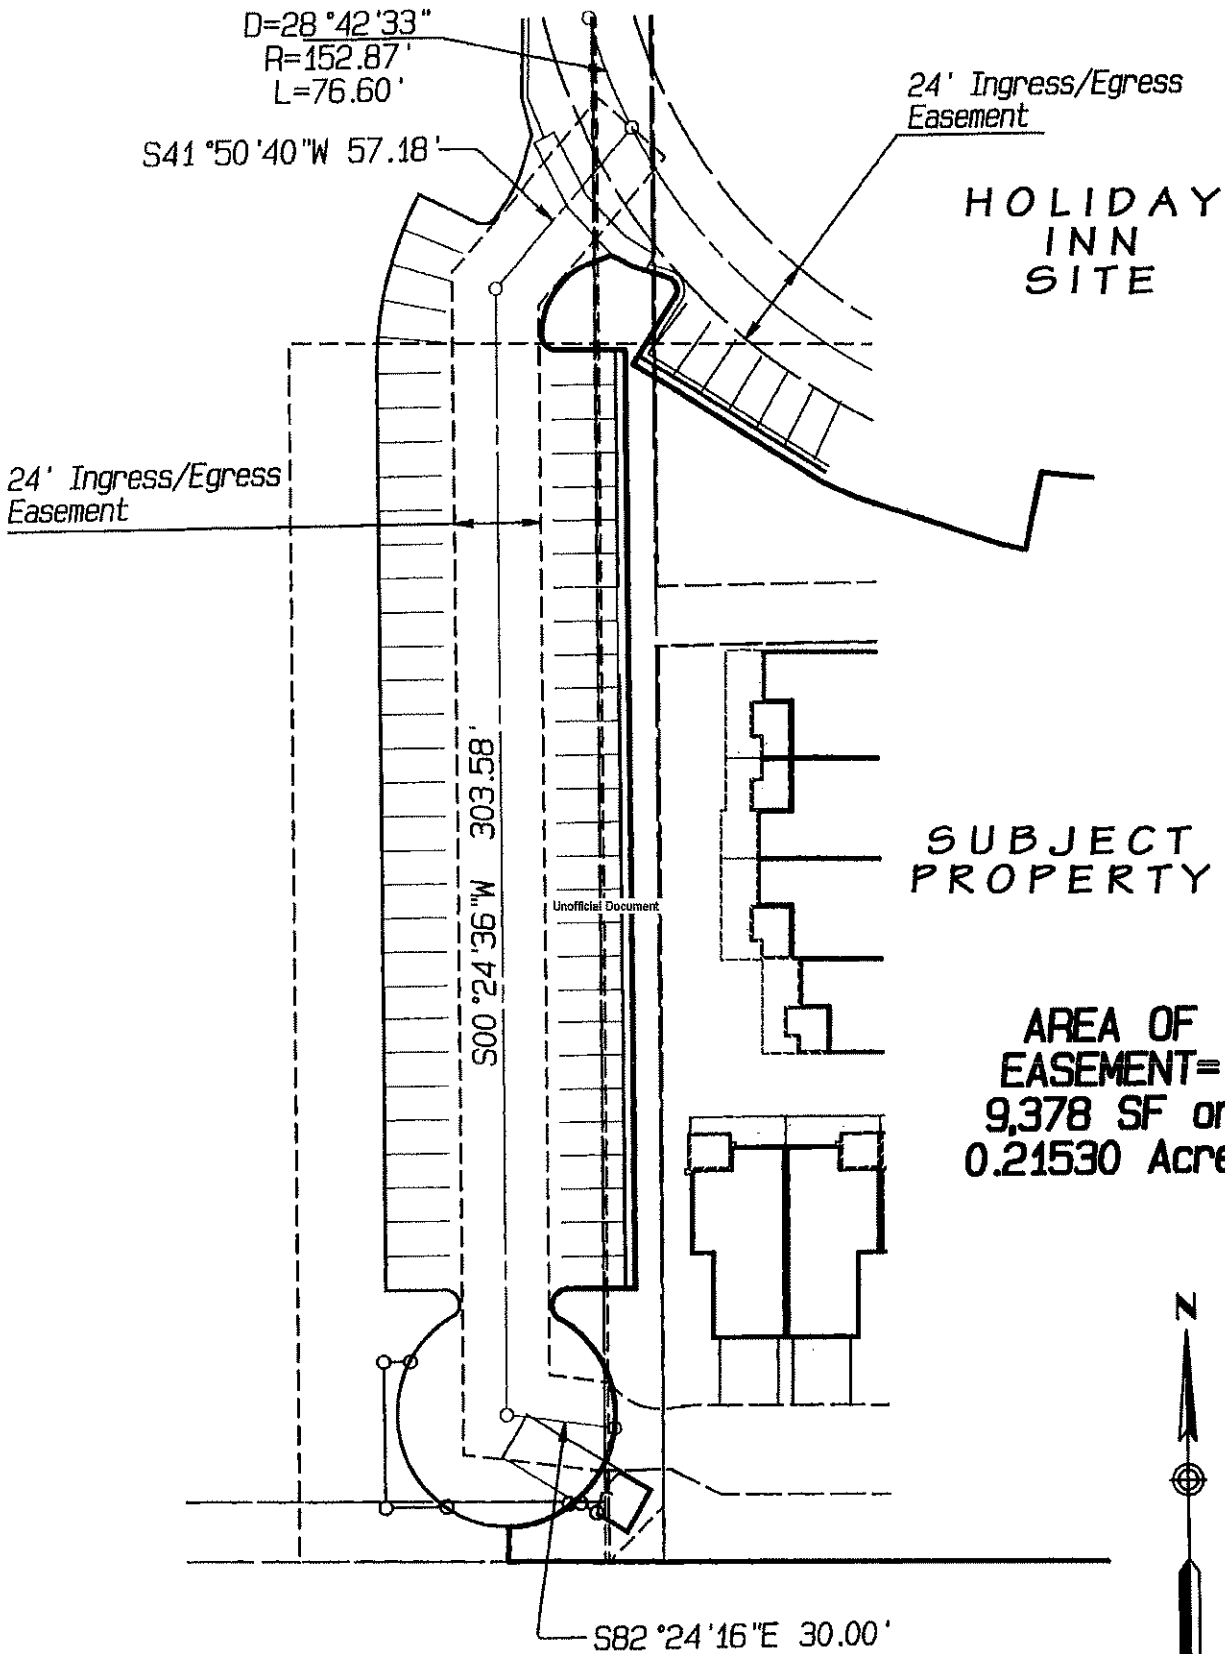 D=28°42'33"
R=152.87'
L=76.60'
S41°50'40"W 57.18'
24' Ingress/Egress
Easement
HOLIDAY
INN
SITE
24' Ingress/Egress
Easement
S00°24'36"W 303.58'
Unofficial Document
SUBJECT
PROPERTY
AREA OF
EASEMENT=
9,378 SF or
0.21530 Acre
N
S82°24'16"E 30.00'